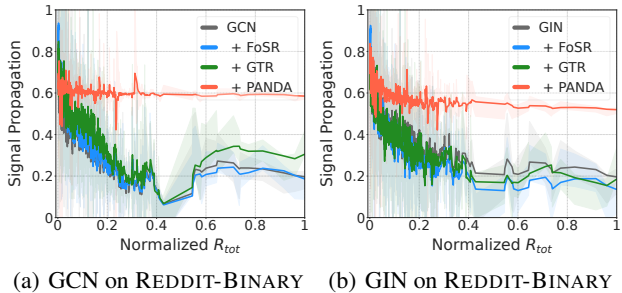 1
0.8
0.6
0.4
0.2
0
Signal Propagation
GCN
+ FoSR
+ GTR
+ PANDA
0 0.2 0.4 0.6 0.8 1
Normalized R_tot
(a) GCN on REDDIT-BINARY
1
0.8
0.6
0.4
0.2
0
Signal Propagation
GIN
+ FoSR
+ GTR
+ PANDA
0 0.2 0.4 0.6 0.8 1
Normalized R_tot
(b) GIN on REDDIT-BINARY